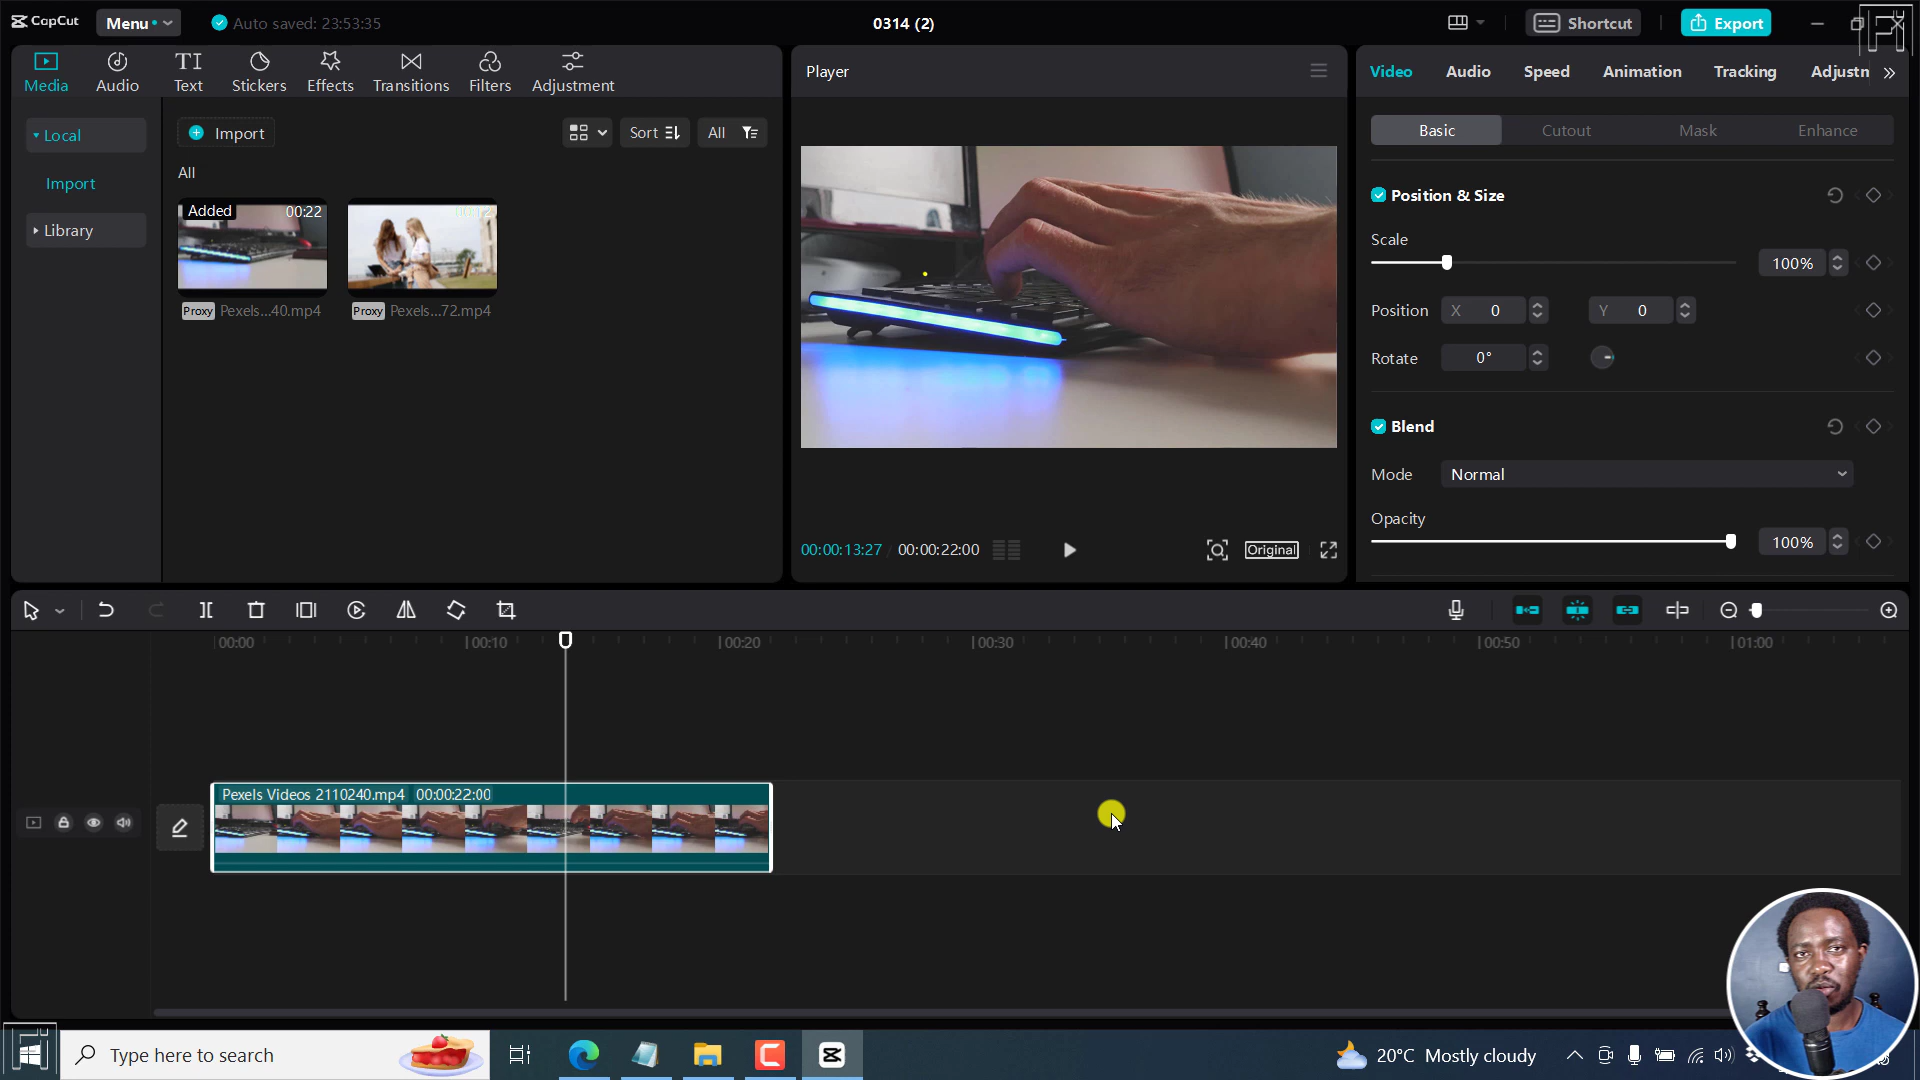 CapCut
Menu
Auto saved: 23:53:35
0314 (2)
Shortcut
Export
Media
Audio
Text
Stickers
Effects
Transitions
Filters
Adjustment
Player
Video
Audio
Speed
Animation
Tracking
Adjustn
Local
Import
Library
Import
Sort
All
All
Added
00:22
Proxy
Pexels...40.mp4
Proxy
Pexels...72.mp4
Basic
Cutout
Mask
Enhance
Position & Size
Scale
100%
Position
X
0
Y
0
Rotate
0°
Blend
Mode
Normal
Opacity
100%
00:00:13:27
00:00:22:00
Original
00:00
00:10
00:20
00:30
00:40
00:50
01:00
Pexels Videos 2110240.mp4
00:00:22:00
Type here to search
20°C Mostly cloudy